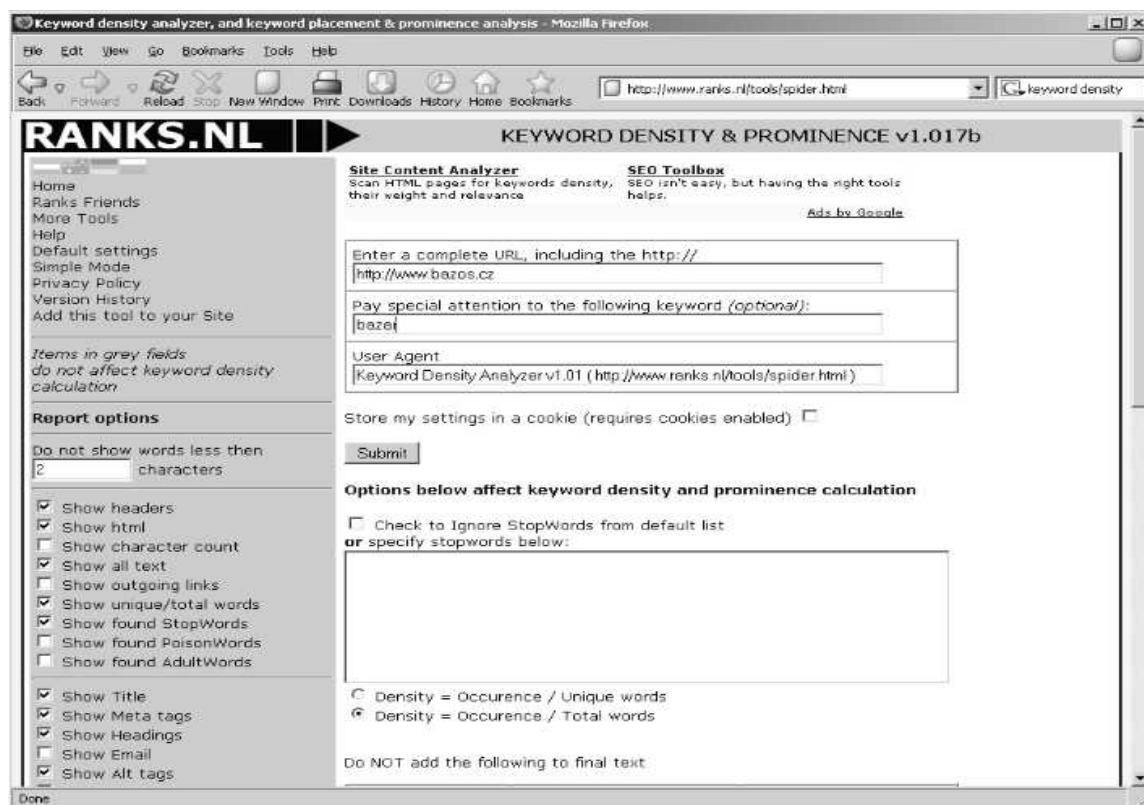 Keyword density analyzer, and keyword placement & prominence analysis - Mozilla Firefox
File Edit View Go Bookmarks Tools Help
Back Forward Reload Stop New Window Print Downloads History Home Bookmarks
http://www.ranks.nl/tools/spider.html
keyword density
RANKS.NL
KEYWORD DENSITY & PROMINENCE v1.017b
Home
Ranks Friends
More Tools
Help
Default settings
Simple Mode
Privacy Policy
Version History
Add this tool to your Site
Items in grey fields
do not affect keyword density
calculation
Report options
Do not show words less then
2 characters
Show headers
Show html
Show character count
Show all text
Show outgoing links
Show unique/total words
Show found StopWords
Show found PoisonWords
Show found AdultWords
Show Title
Show Meta tags
Show Headings
Show Email
Show Alt tags
Site Content Analyzer
Scan HTML pages for keywords density,
their weight and relevance
SEO Toolbox
SEO isn't easy, but having the right tools
helps.
Ads by Google
Enter a complete URL, including the http://
http://www.bazos.cz
Pay special attention to the following keyword (optional):
bazar
User Agent
Keyword Density Analyzer v1.01 ( http://www.ranks.nl/tools/spider.html )
Store my settings in a cookie (requires cookies enabled)
Submit
Options below affect keyword density and prominence calculation
Check to Ignore StopWords from default list
or specify stopwords below:
Density = Occurence / Unique words
Density = Occurence / Total words
Do NOT add the following to final text
Done